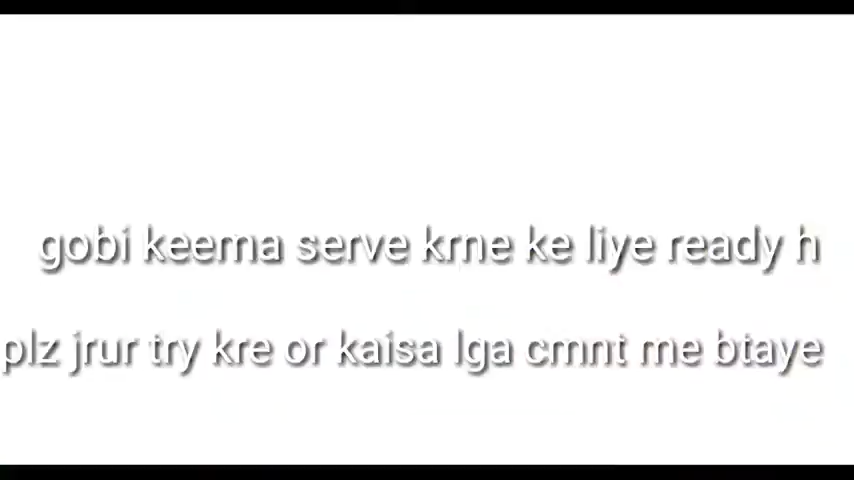 gobi keema serve krne ke liye ready h
plz jrur try kre or kaisa lga cmnt me btaye